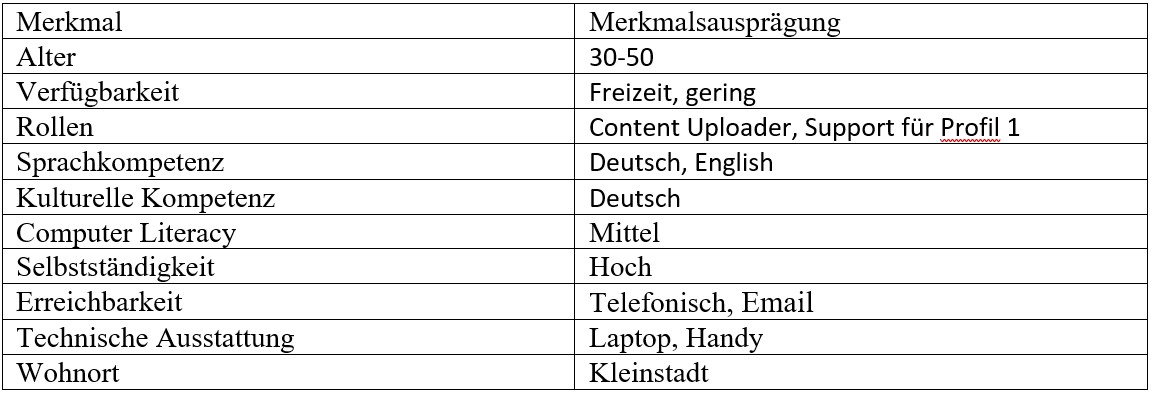 Merkmal Merkmalsausprägung
Alter 30-50
Verfügbarkeit Freizeit, gering
Rollen Content Uploader, Support für Profil 1
Sprachkompetenz Deutsch, English
Kulturelle Kompetenz Deutsch
Computer Literacy Mittel
Selbstständigkeit Hoch
Erreichbarkeit Telefonisch, Email
Technische Ausstattung Laptop, Handy
Wohnort Kleinstadt